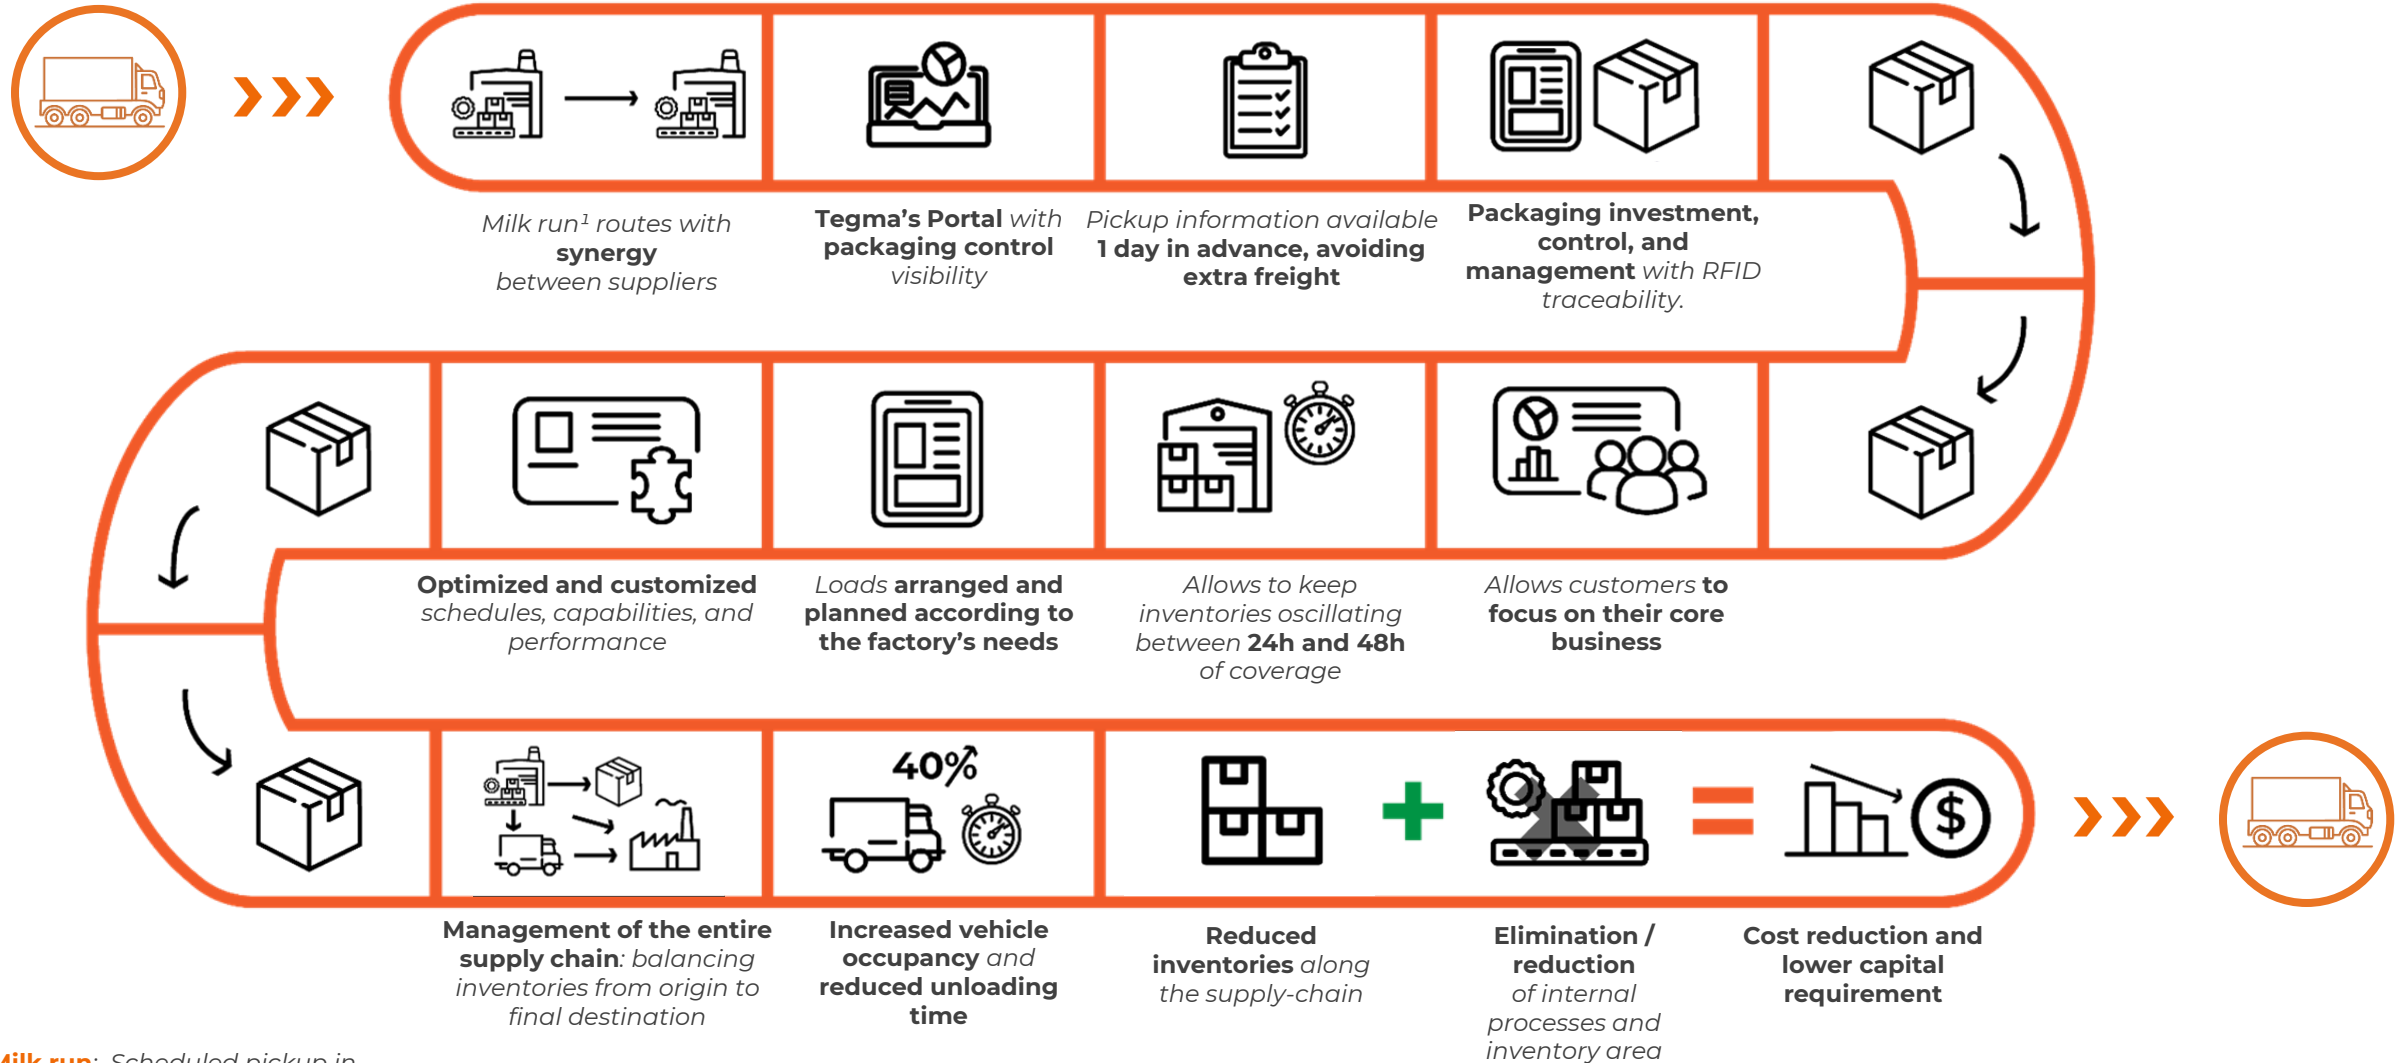 Milk run¹ routes with
synergy
between suppliers
Tegma’s Portal with
packaging control
visibility
Pickup information available
1 day in advance, avoiding
extra freight
Packaging investment,
control, and
management with RFID
traceability.
Optimized and customized
schedules, capabilities, and
performance
Loads arranged and
planned according to
the factory’s needs
Allows to keep
inventories oscillating
between 24h and 48h
of coverage
Allows customers to
focus on their core
business
40%
$
Management of the entire
supply chain: balancing
inventories from origin to
final destination
Increased vehicle
occupancy and
reduced unloading
time
Reduced
inventories along
the supply-chain
Elimination /
reduction
of internal
processes and
inventory area
Cost reduction and
lower capital
requirement
Milk run: Scheduled pickup in